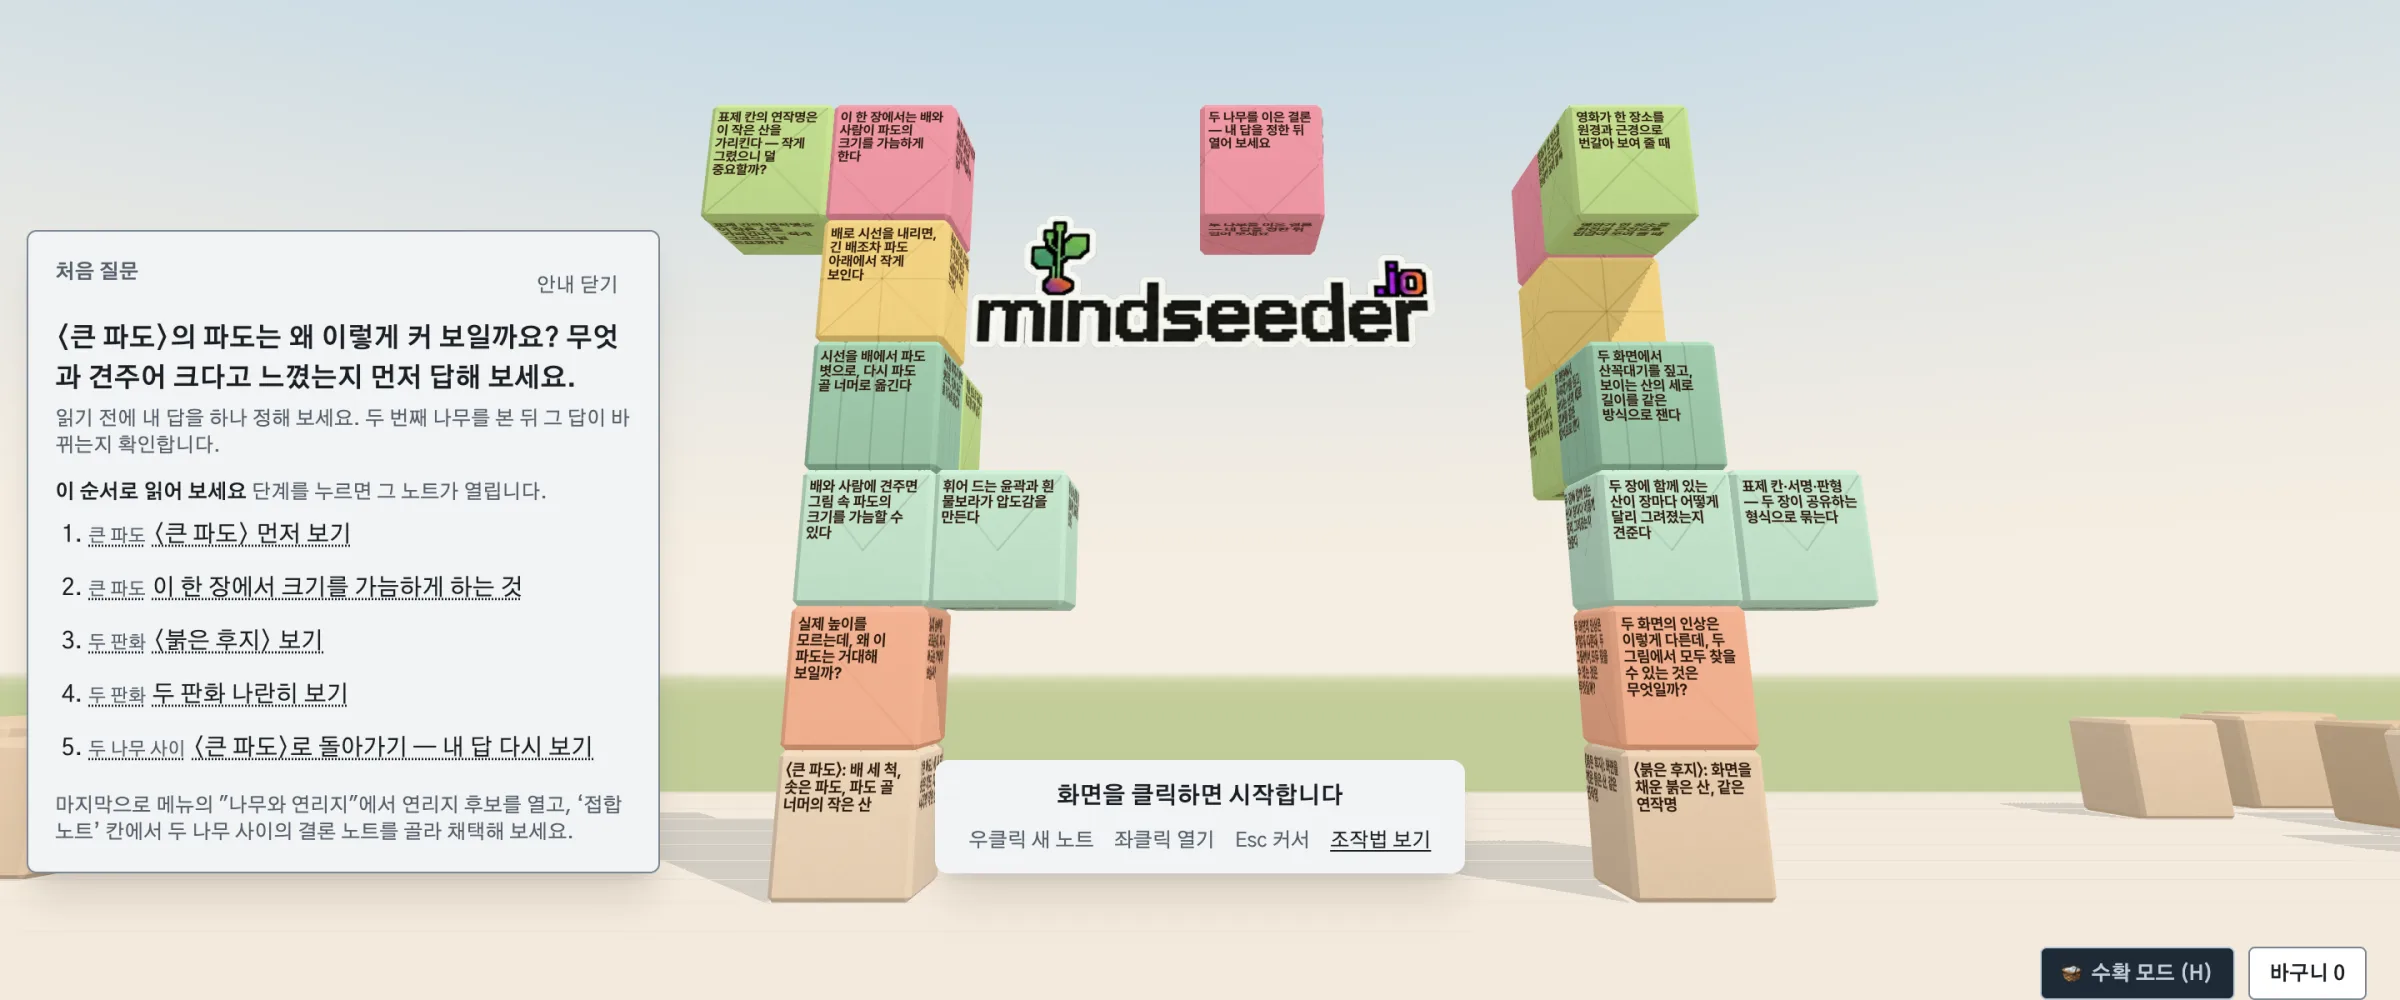 처음 질문
안내 닫기
〈큰 파도〉의 파도는 왜 이렇게 커 보일까요? 무엇
과 견주어 크다고 느꼈는지 먼저 답해 보세요.
읽기 전에 내 답을 하나 정해 보세요. 두 번째 나무를 본 뒤 그 답이 바
뀌는지 확인합니다.
이 순서로 읽어 보세요 단계를 누르면 그 노트가 열립니다.
1. 큰 파도 〈큰 파도〉 먼저 보기
2. 큰 파도 이 한 장에서 크기를 가늠하게 하는 것
3. 두 판화 〈붉은 후지〉 보기
4. 두 판화 두 판화 나란히 보기
5. 두 나무 사이 〈큰 파도〉로 돌아가기 — 내 답 다시 보기
마지막으로 메뉴의 "나무와 연리지"에서 연리지 후보를 열고, ‘접합
노트’ 칸에서 두 나무 사이의 결론 노트를 골라 채택해 보세요.
표제 칸의 연작명은
이 작은 산을
가리킨다 — 작게
그렸으니 덜
중요할까?
이 한 장에서는 배와
사람이 파도의
크기를 가늠하게
한다
배로 시선을 내리면,
긴 배조차 파도
아래에서 작게
보인다
시선을 배에서 파도
볏으로, 다시 파도
골 너머로 옮긴다
배와 사람에 견주면
그림 속 파도의
크기를 가늠할 수
있다
휘어 드는 윤곽과 흰
물보라가 압도감을
만든다
실제 높이를
모르는데, 왜 이
파도는 거대해
보일까?
〈큰 파도〉: 배 세 척,
솟은 파도, 파도 골
너머의 작은 산
두 나무를 이은 결론
— 내 답을 정한 뒤
열어 보세요
mindseeder
.io
영화가 한 장소를
원경과 근경으로
번갈아 보여 줄 때
두 화면에서
산꼭대기를 짚고,
보이는 산의 세로
길이를 같은
방식으로 잰다
두 장에 함께 있는
산이 장마다 어떻게
달리 그려졌는지
견준다
표제 칸·서명·판형
— 두 장이 공유하는
형식으로 묶는다
두 화면의 인상은
이렇게 다른데, 두
그림에서 모두 찾을
수 있는 것은
무엇일까?
〈붉은 후지〉: 화면을
채운 붉은 산, 같은
연작명
화면을 클릭하면 시작합니다
우클릭 새 노트 좌클릭 열기 Esc 커서 조작법 보기
수확 모드 (H)
바구니 0